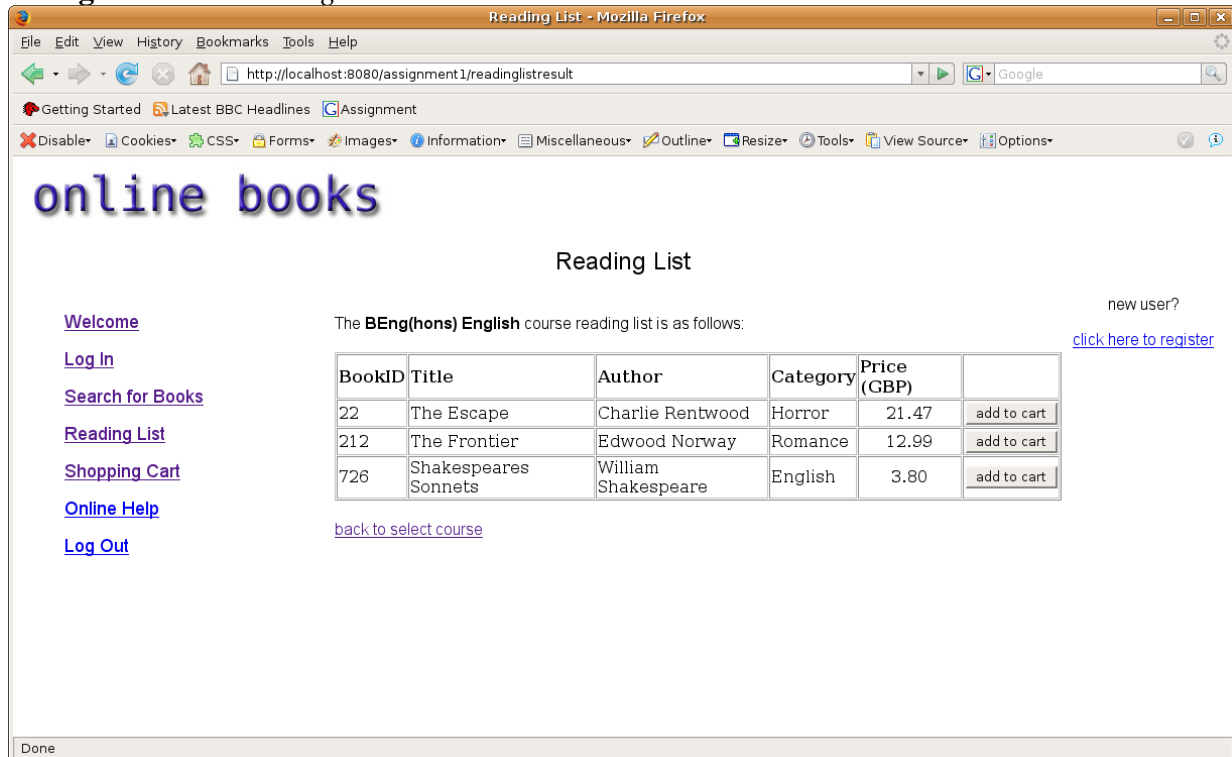 Reading List - Mozilla Firefox
File Edit View History Bookmarks Tools Help
http://localhost:8080/assignment1/readinglistresult
Google
Getting Started Latest BBC Headlines Assignment
Disable Cookies CSS Forms Images Information Miscellaneous Outline Resize Tools View Source Options
online books
Reading List
new user?
click here to register
Welcome
Log In
Search for Books
Reading List
Shopping Cart
Online Help
Log Out
The BEng(hons) English course reading list is as follows:
BookID Title Author Category Price (GBP)
22 The Escape Charlie Rentwood Horror 21.47 add to cart
212 The Frontier Edwood Norway Romance 12.99 add to cart
726 Shakespeares Sonnets William Shakespeare English 3.80 add to cart
back to select course
Done